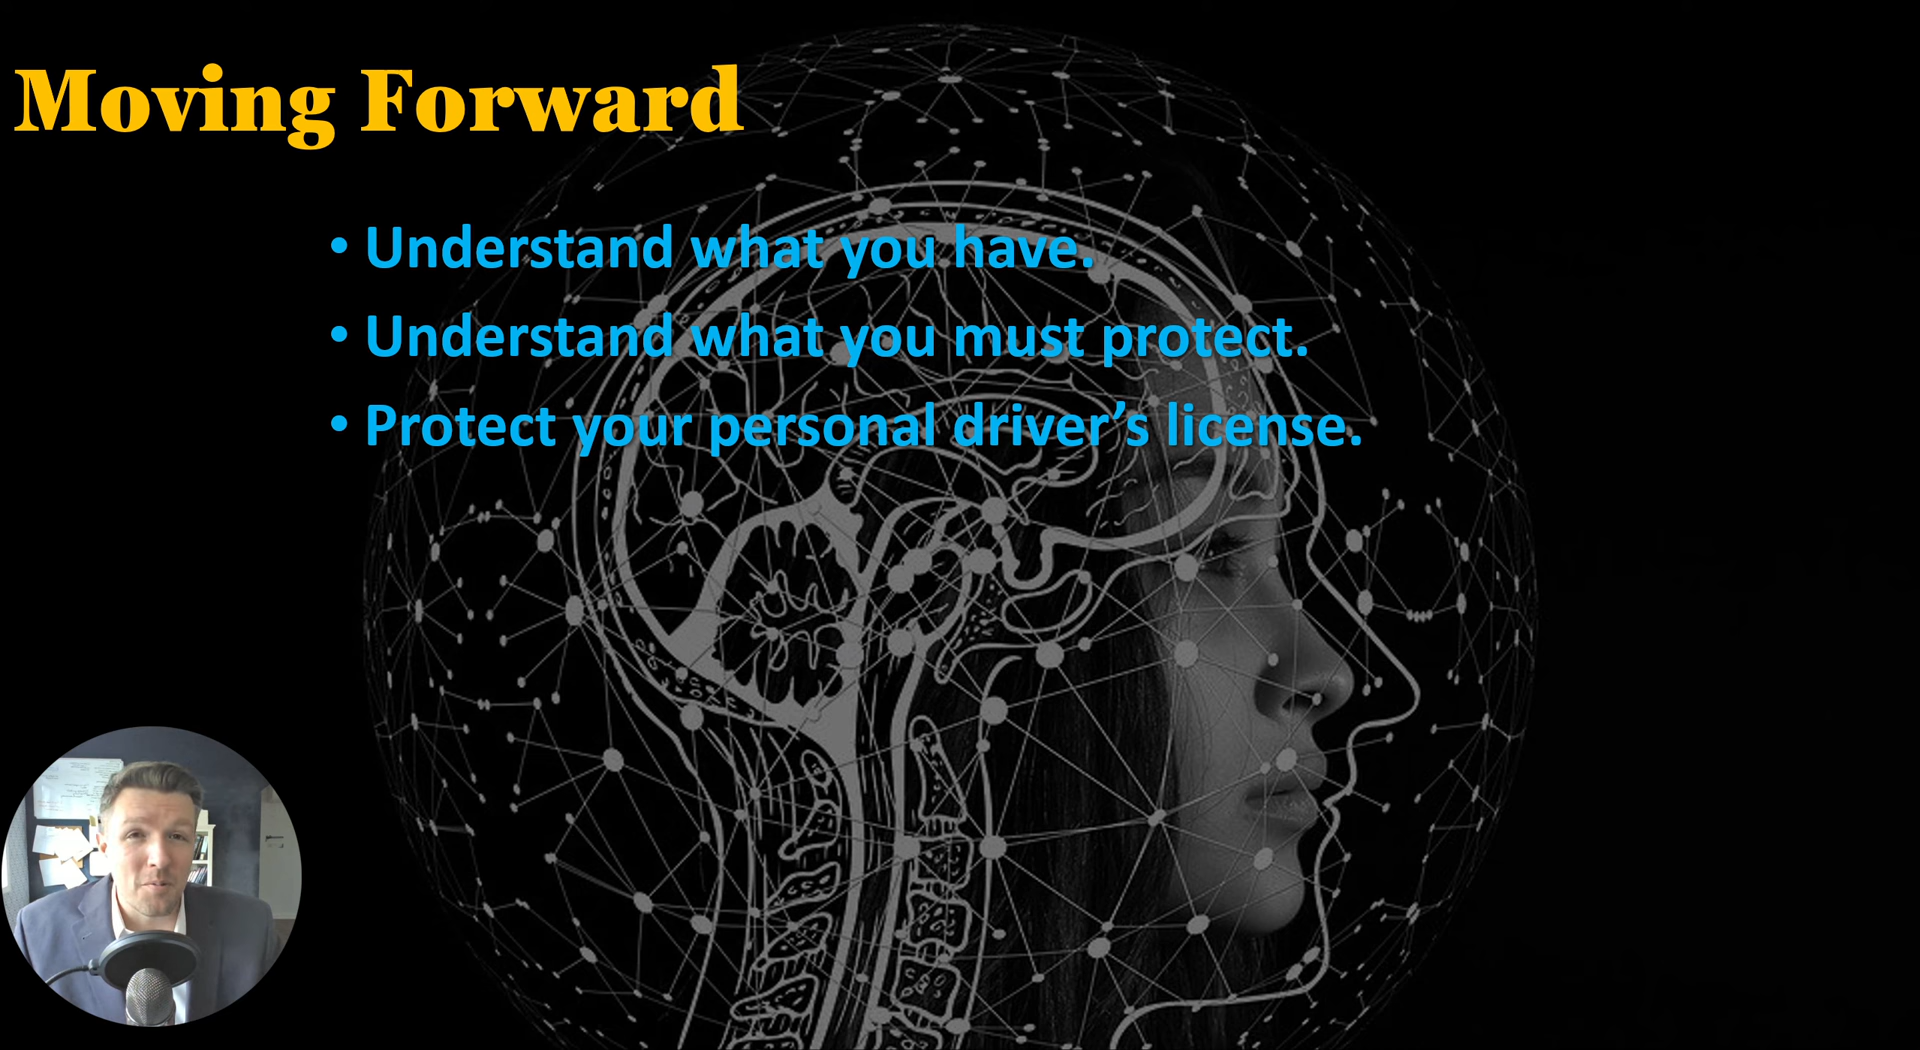 Moving Forward
• Understand what you have.
• Understand what you must protect.
• Protect your personal driver’s license.